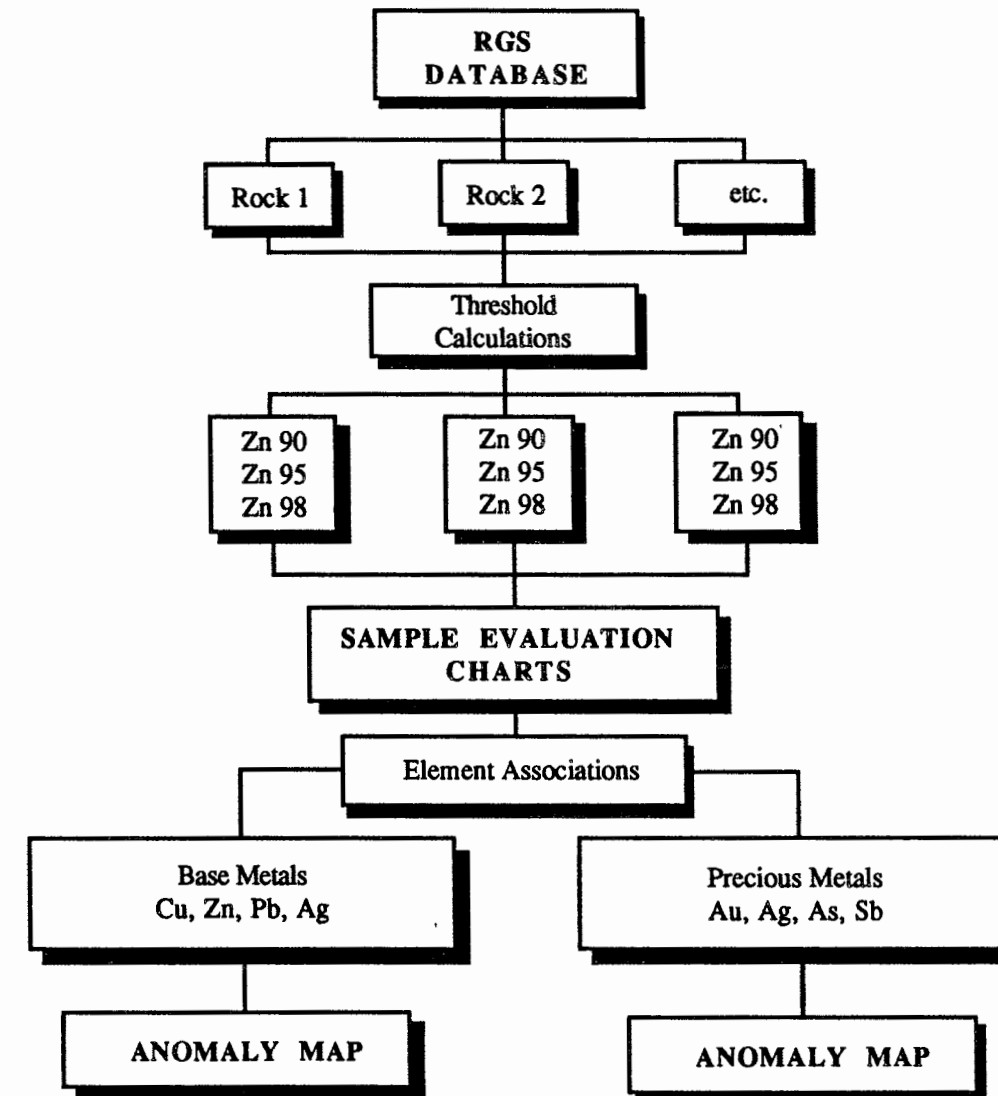 RGS
DATABASE
Rock 1
Rock 2
etc.
Threshold
Calculations
Zn 90
Zn 95
Zn 98
Zn 90
Zn 95
Zn 98
Zn 90
Zn 95
Zn 98
SAMPLE EVALUATION
CHARTS
Element Associations
Base Metals
Cu, Zn, Pb, Ag
Precious Metals
Au, Ag, As, Sb
ANOMALY MAP
ANOMALY MAP